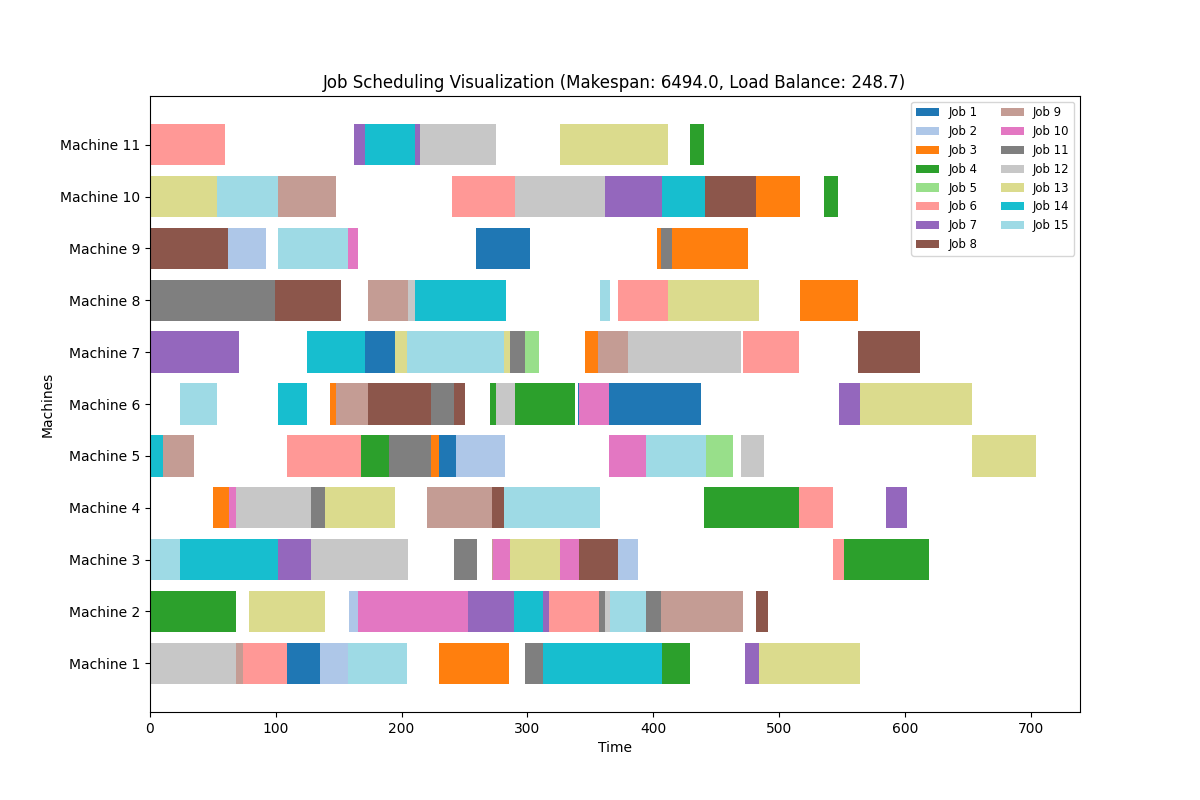 Job Scheduling Visualization (Makespan: 6494.0, Load Balance: 248.7)
Machines
Machine 11
Machine 10
Machine 9
Machine 8
Machine 7
Machine 6
Machine 5
Machine 4
Machine 3
Machine 2
Machine 1
Job 1
Job 2
Job 3
Job 4
Job 5
Job 6
Job 7
Job 8
Job 9
Job 10
Job 11
Job 12
Job 13
Job 14
Job 15
0 100 200 300 400 500 600 700
Time